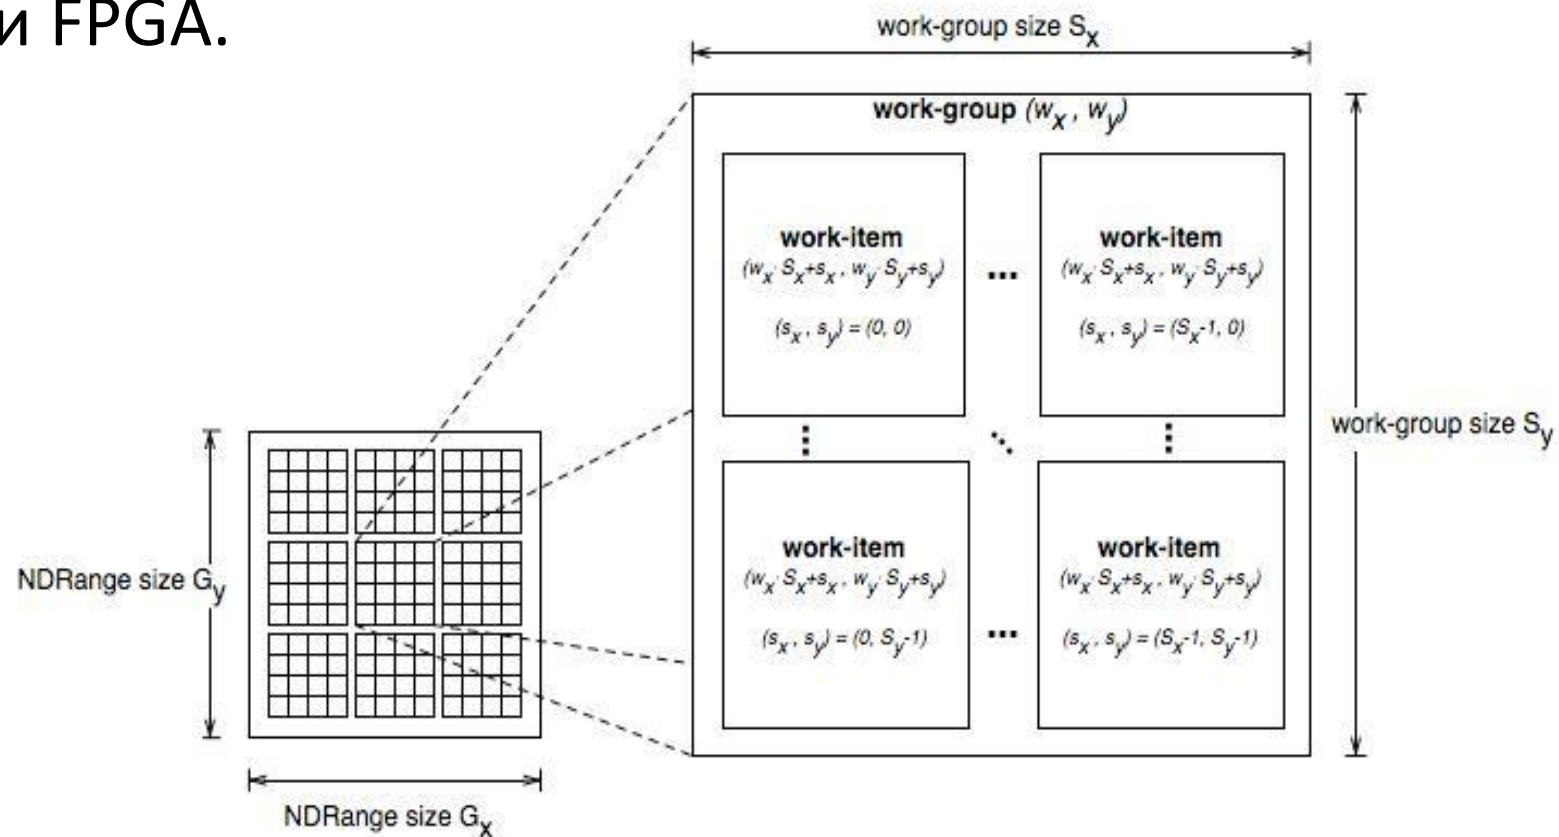 и FPGA.
work-group size Sx
work-group (wx , wy)
work-item
(wx· Sx+sx , wy· Sy+sy)
(sx , sy) = (0, 0)
...
work-item
(wx· Sx+sx , wy· Sy+sy)
(sx , sy) = (Sx-1, 0)
work-group size Sy
work-item
(wx· Sx+sx , wy· Sy+sy)
(sx , sy) = (0, Sy-1)
...
work-item
(wx· Sx+sx , wy· Sy+sy)
(sx , sy) = (Sx-1, Sy-1)
NDRange size Gy
NDRange size Gx